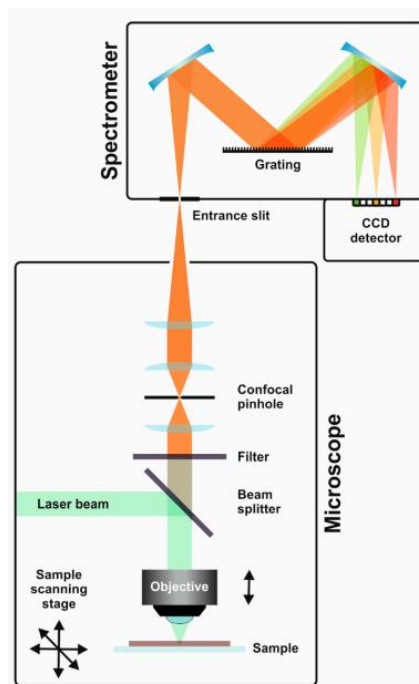 Spectrometer
Grating
Entrance slit
CCD
detector
Confocal
pinhole
Filter
Beam
splitter
Laser beam
Microscope
Objective
Sample
scanning
stage
Sample